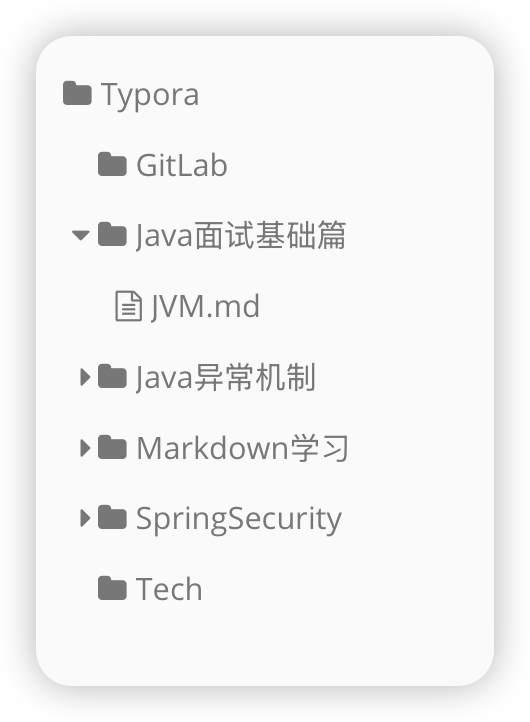 Typora
GitLab
Java面试基础篇
JVM.md
Java异常机制
Markdown学习
SpringSecurity
Tech